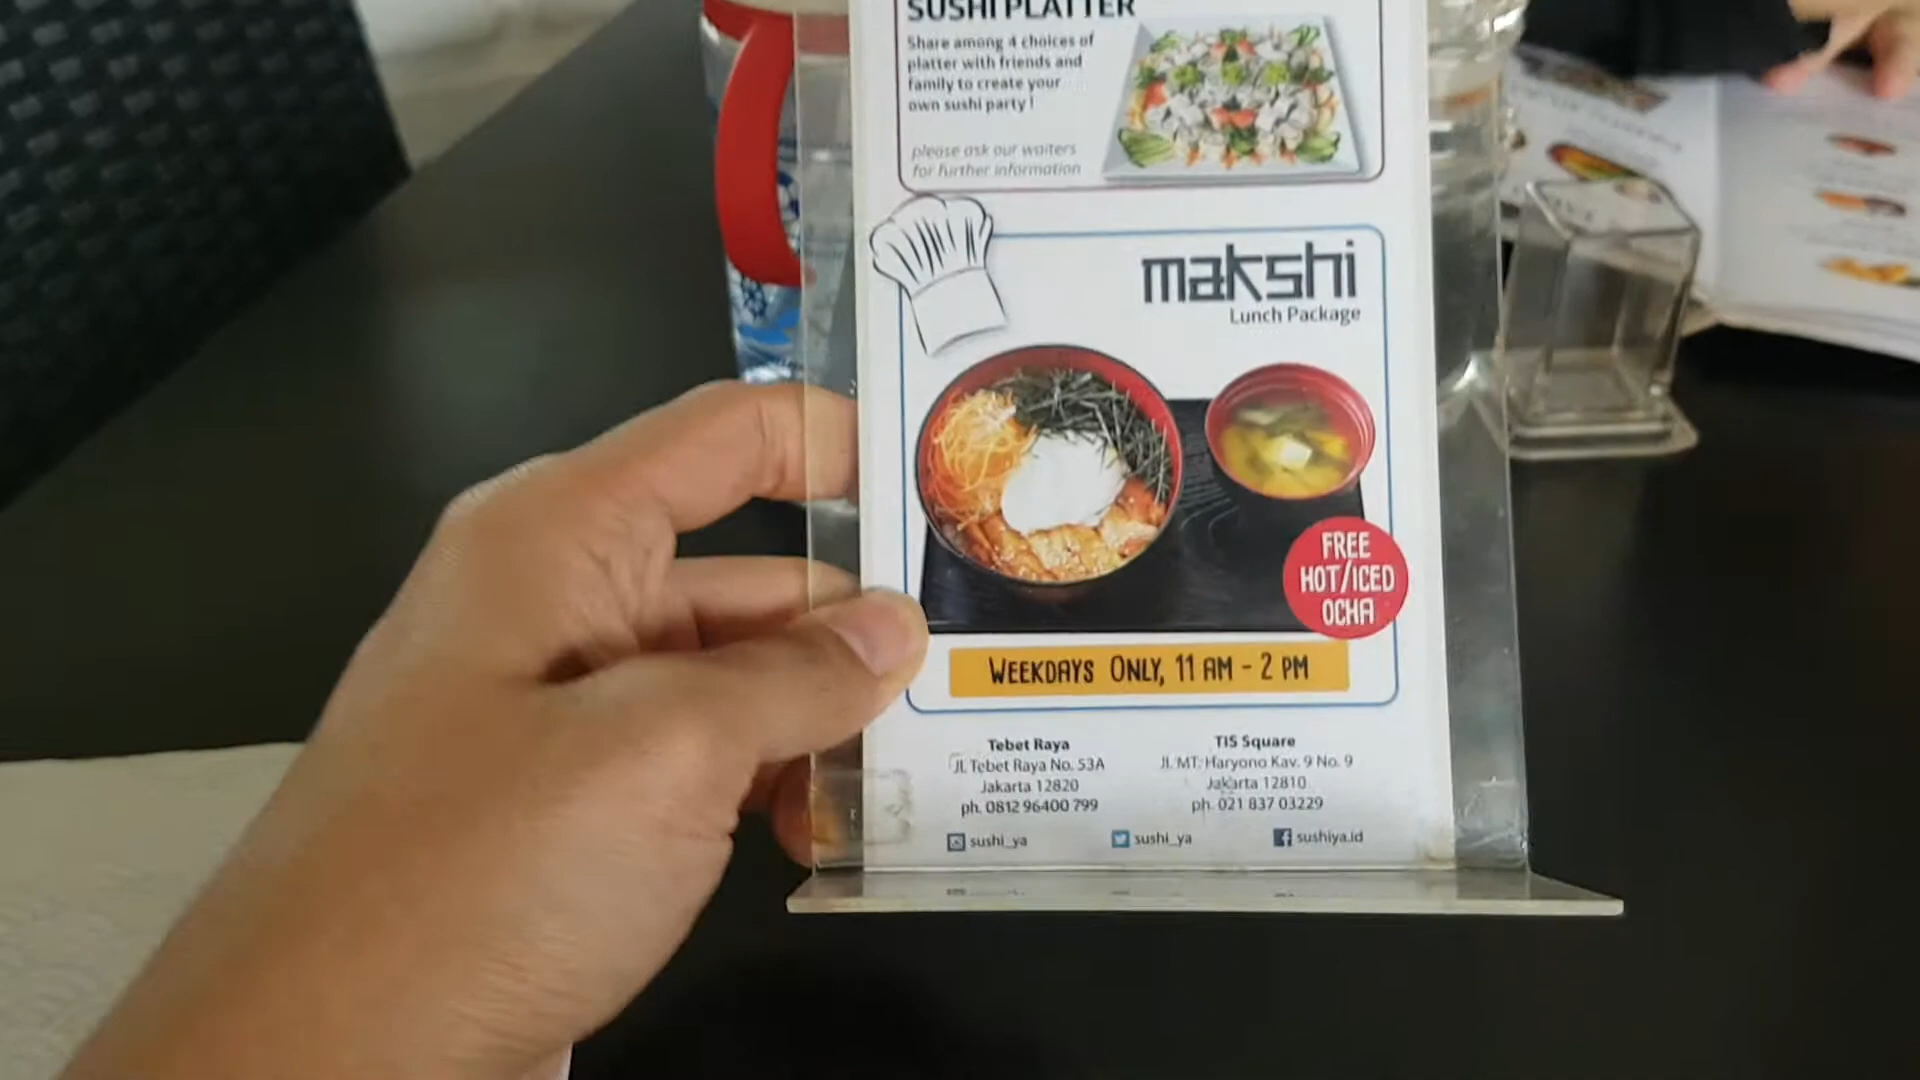 SUSHI PLATTER
Share among 4 choices of
platter with friends and
family to create your
own sushi party !
please ask our waiters
for further information
makshi
Lunch Package
FREE
HOT/ICED
OCHA
WEEKDAYS ONLY, 11 AM - 2 PM
Tebet Raya
Jl. Tebet Raya No. 53A
Jakarta 12820
ph. 0812 96400 799
TIS Square
Jl. MT. Haryono Kav. 9 No. 9
Jakarta 12810
ph. 021 837 03229
sushi_ya
sushi_ya
sushiya.id